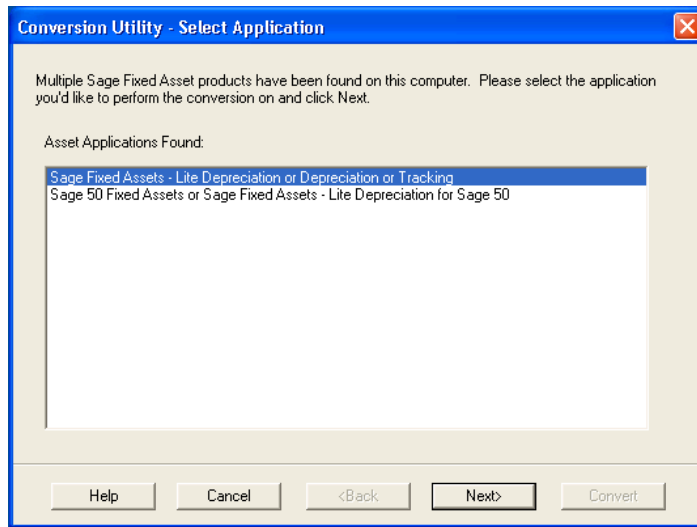 Conversion Utility - Select Application
Multiple Sage Fixed Asset products have been found on this computer. Please select the application
you'd like to perform the conversion on and click Next.
Asset Applications Found:
Sage Fixed Assets - Lite Depreciation or Depreciation or Tracking
Sage 50 Fixed Assets or Sage Fixed Assets - Lite Depreciation for Sage 50
Help Cancel <Back Next> Convert